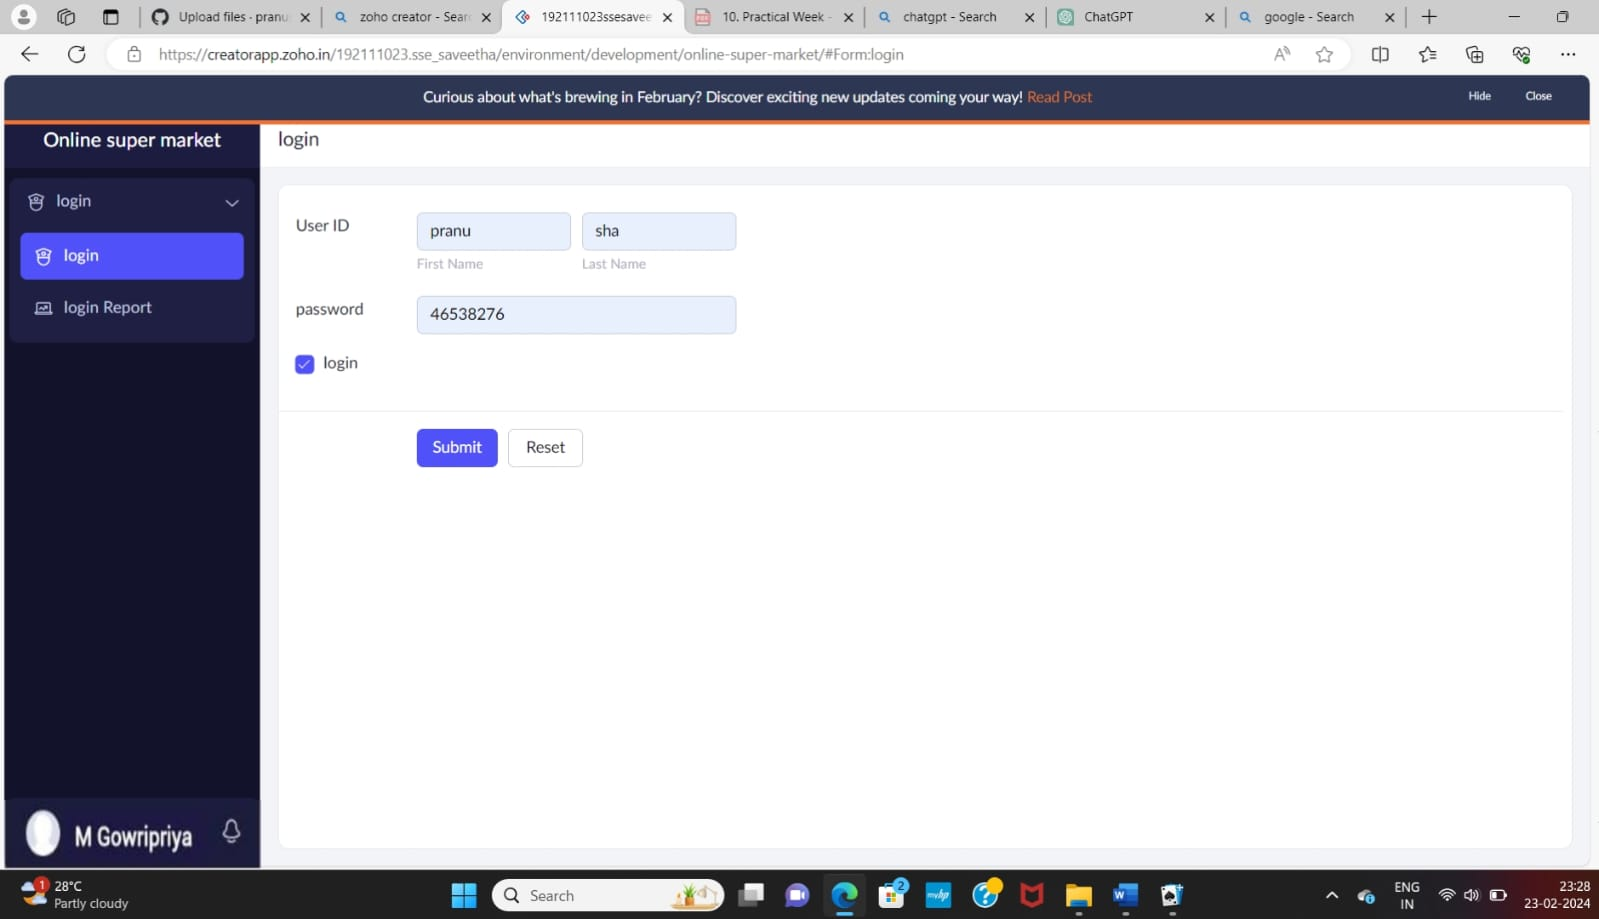 Upload files · pranu
zoho creator - Sear
192111023ssesavee
10. Practical Week -
chatgpt - Search
ChatGPT
google - Search
https://creatorapp.zoho.in/192111023.sse_saveetha/environment/development/online-super-market/#Form:login
Curious about what's brewing in February? Discover exciting new updates coming your way! Read Post
Hide
Close
Online super market
login
login
login
login Report
User ID
pranu
sha
First Name
Last Name
password
46538276
login
Submit
Reset
M Gowripriya
1
28°C
Partly cloudy
Search
2
myhp
W
ENG
IN
23:28
23-02-2024